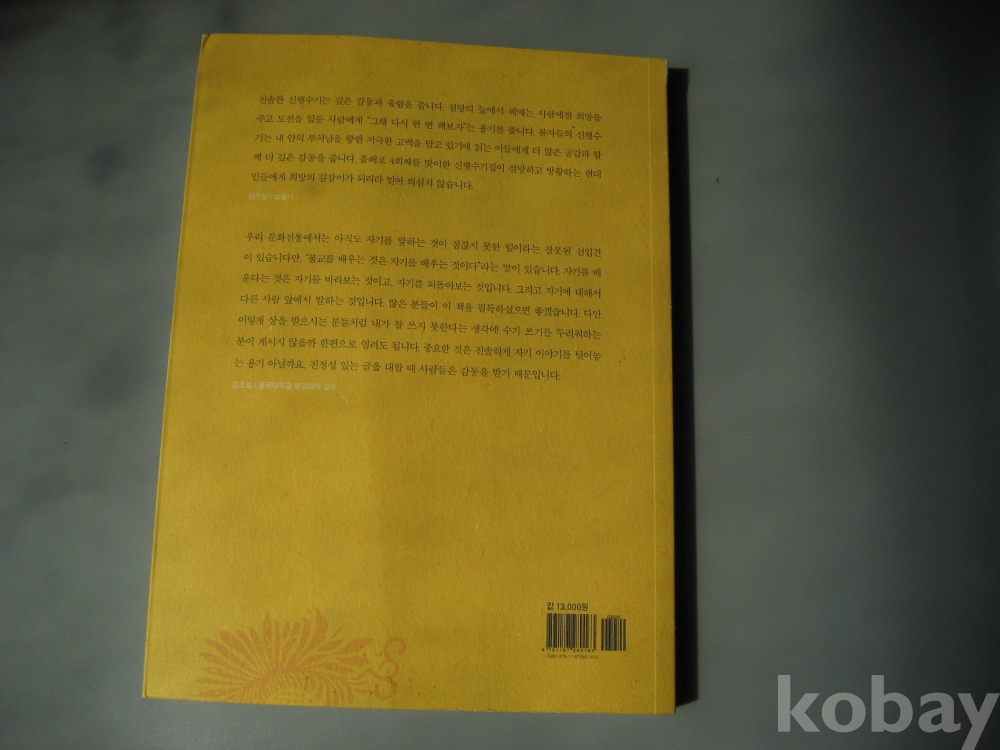 진솔한 신행수기는 깊은 감동과 울림을 줍니다. 절망의 늪에서 헤매는 사람에겐 희망을
주고 도전을 앞둔 사람에게 "그래 다시 한 번 해보자"는 용기를 줍니다. 불자들의 신행수
기는 내 안의 부처님을 향한 지극한 고백을 담고 있기에 읽는 이들에게 더 많은 공감과 함
께 더 깊은 감동을 줍니다. 올해로 4회째를 맞이한 신행수기집이 절망하고 방황하는 현대
인들에게 희망의 길잡이가 되리라 믿어 의심치 않습니다.
소설가
우리 문화전통에서는 아직도 자기를 말하는 것이 점잖지 못한 일이라는 잘못된 선입견
이 있습니다만, "불교를 배우는 것은 자기를 배우는 것이다"라는 말이 있습니다. 자기를 배
운다는 것은 자기를 바라보는 것이고, 자기를 되돌아보는 것입니다. 그리고 자기에 대해서
다른 사람 앞에서 말하는 것입니다. 많은 분들이 이 책을 필독하셨으면 좋겠습니다. 다만
이렇게 상을 받으시는 분들처럼 내가 잘 쓰지 못한다는 생각에 수기 쓰기를 두려워하는
분이 계시지 않을까 한편으로 염려도 됩니다. 중요한 것은 진솔하게 자기 이야기를 털어놓
는 용기 아닐까요. 진정성 있는 글을 대할 때 사람들은 감동을 받기 때문입니다.
김호성 | 동국대학교 불교대학 교수
값 13,000원
kobay